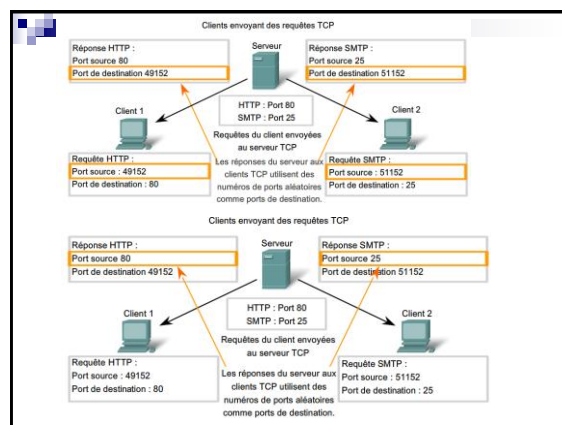 Clients envoyant des requêtes TCP
Réponse HTTP :
Port source 80
Port de destination 49152
Serveur
Réponse SMTP :
Port source 25
Port de destination 51152
Client 1
HTTP : Port 80
SMTP : Port 25
Client 2
Requêtes du client envoyées
au serveur TCP
Requête HTTP :
Port source : 49152
Port de destination : 80
Les réponses du serveur aux
clients TCP utilisent des
numéros de ports aléatoires
comme ports de destination.
Requête SMTP :
Port source : 51152
Port de destination : 25
Clients envoyant des requêtes TCP
Réponse HTTP :
Port source 80
Port de destination 49152
Serveur
Réponse SMTP :
Port source 25
Port de destination 51152
Client 1
HTTP : Port 80
SMTP : Port 25
Client 2
Requêtes du client envoyées
au serveur TCP
Requête HTTP :
Port source : 49152
Port de destination : 80
Les réponses du serveur aux
clients TCP utilisent des
numéros de ports aléatoires
comme ports de destination.
Requête SMTP :
Port source : 51152
Port de destination : 25